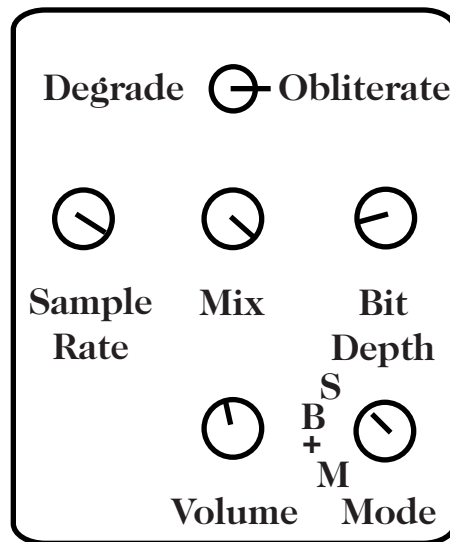 Degrade Obliterate
Sample Rate
Mix
Bit Depth
S
B
+
M
Volume
Mode